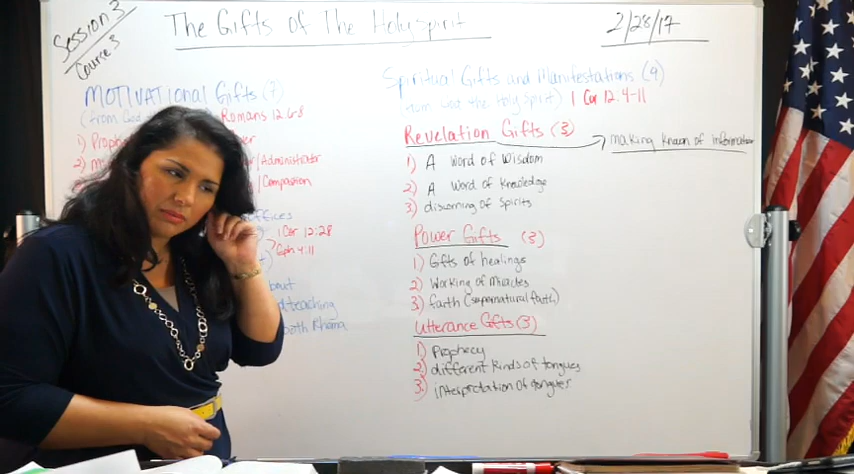 Session 3
Course 3
The Gifts of The Holy Spirit
2/28/17
MOTIVATIONAL Gifts (7)
(from God
Romans 12:6-8
1) Proph
2)
/Administrator
/Compassion
offices
1 Cor 12:28
Eph 4:11
bout
d teaching
both Rhema
Spiritual Gifts and Manifestations (9)
(from God the Holy Spirit) 1 Cor 12:4-11
Revelation Gifts (3)
making known of information
1) A Word of Wisdom
2) A Word of Knowledge
3) discerning of Spirits
Power Gifts (3)
1) Gifts of healings
2) Working of Miracles
3) faith (supernatural faith)
Utterance Gifts (3)
1) Prophecy
2) different kinds of tongues
3) interpretation of tongues